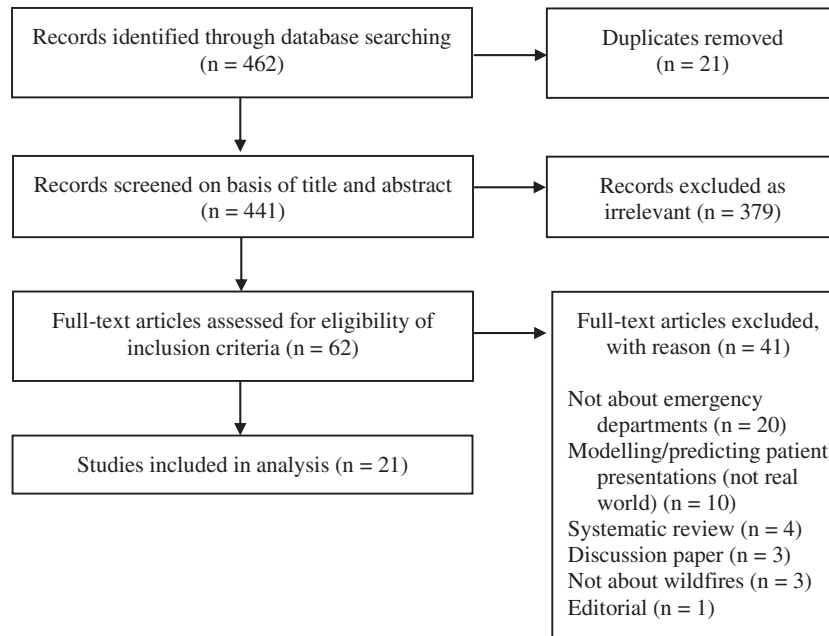 Records identified through database searching
(n = 462)
Duplicates removed
(n = 21)
Records screened on basis of title and abstract
(n = 441)
Records excluded as
irrelevant (n = 379)
Full-text articles assessed for eligibility of
inclusion criteria (n = 62)
Full-text articles excluded,
with reason (n = 41)
Not about emergency
departments (n = 20)
Modelling/predicting patient
presentations (not real
world) (n = 10)
Systematic review (n = 4)
Discussion paper (n = 3)
Not about wildfires (n = 3)
Editorial (n = 1)
Studies included in analysis (n = 21)